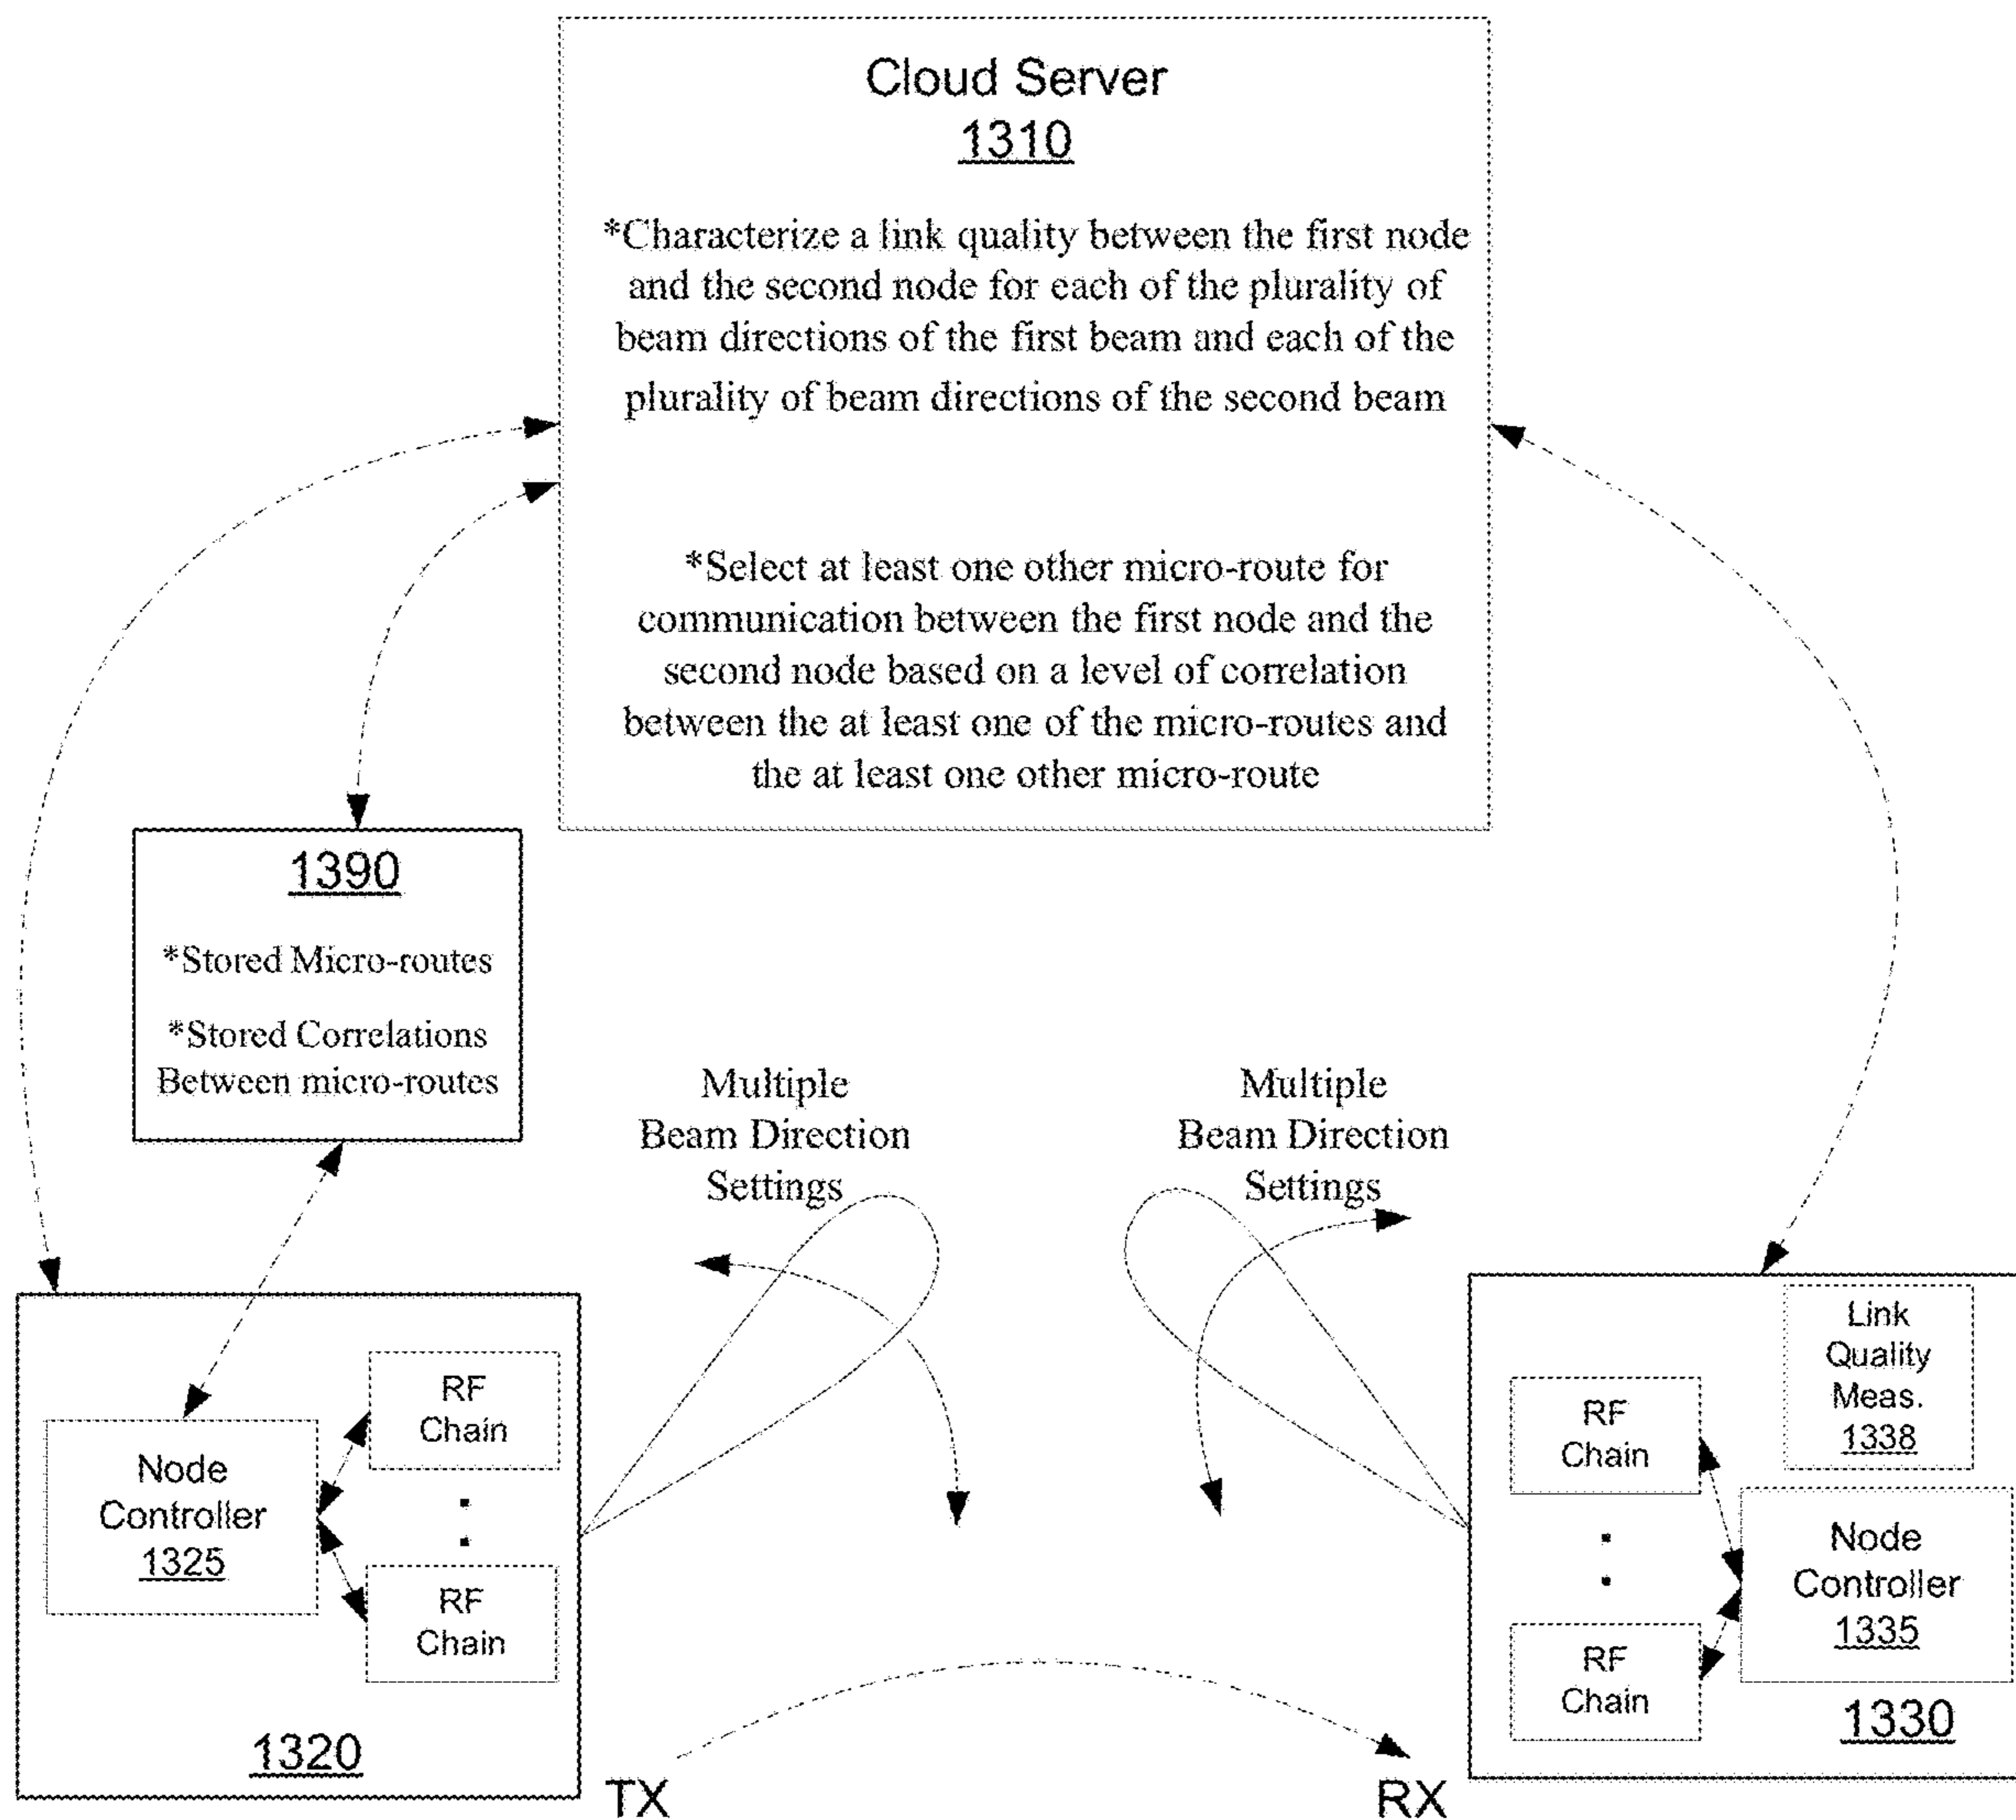 Cloud Server
1310
*Characterize a link quality between the first node
and the second node for each of the plurality of
beam directions of the first beam and each of the
plurality of beam directions of the second beam
*Select at least one other micro-route for
communication between the first node and the
second node based on a level of correlation
between the at least one of the micro-routes and
the at least one other micro-route
1390
*Stored Micro-routes
*Stored Correlations
Between micro-routes
Multiple
Beam Direction
Settings
Multiple
Beam Direction
Settings
Node
Controller
1325
RF
Chain
RF
Chain
1320
Link
Quality
Meas.
1338
RF
Chain
RF
Chain
Node
Controller
1335
1330
TX
RX